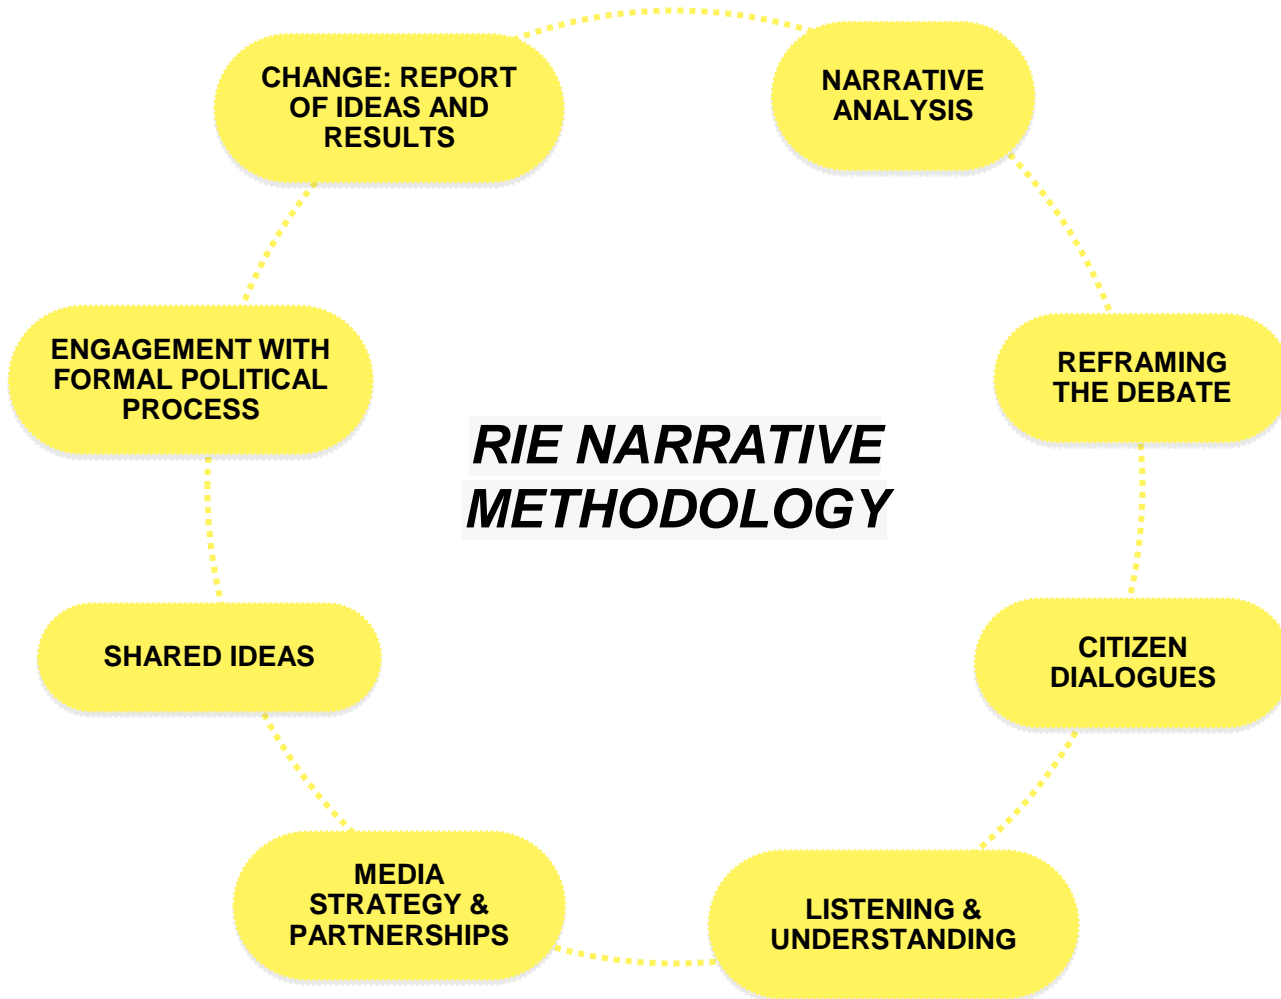 CHANGE: REPORT
OF IDEAS AND
RESULTS
NARRATIVE
ANALYSIS
REFRAMING
THE DEBATE
CITIZEN
DIALOGUES
LISTENING &
UNDERSTANDING
MEDIA
STRATEGY &
PARTNERSHIPS
SHARED IDEAS
ENGAGEMENT WITH
FORMAL POLITICAL
PROCESS
RIE NARRATIVE
METHODOLOGY